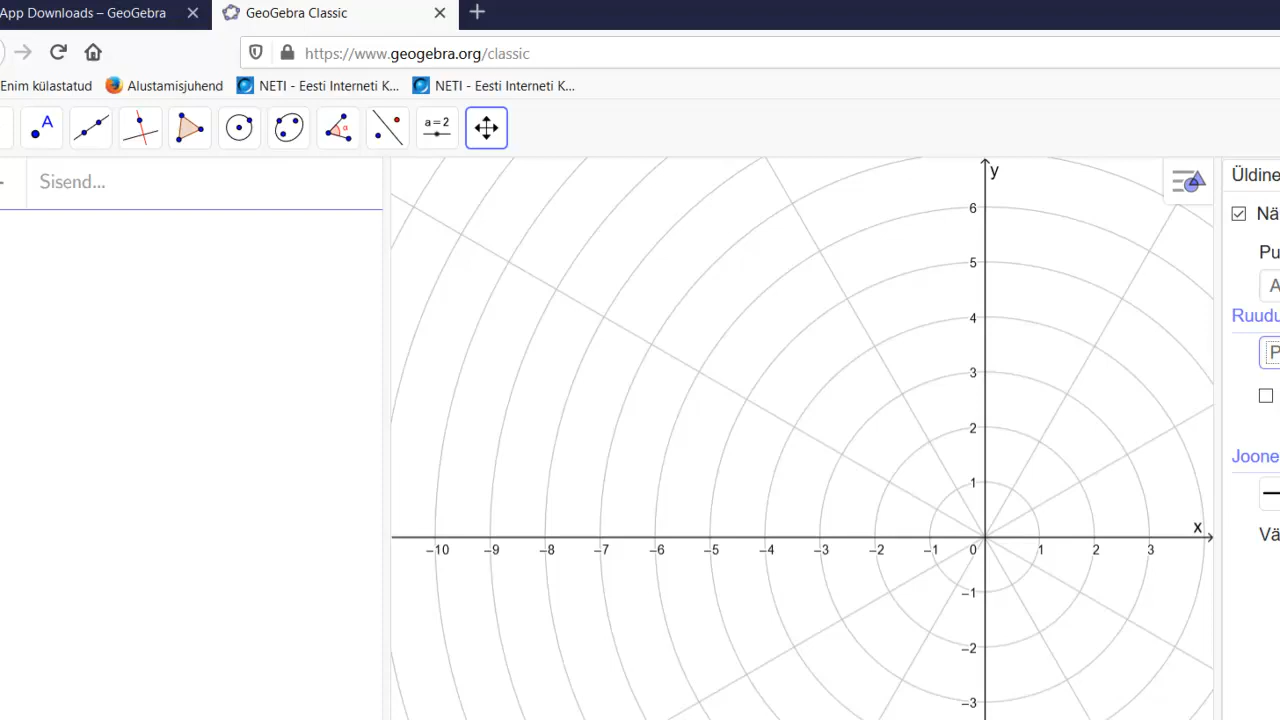 App Downloads – GeoGebra
GeoGebra Classic
https://www.geogebra.org/classic
Enim külastatud Alustamisjuhend NETI - Eesti Interneti K... NETI - Eesti Interneti K...
A α a = 2
Sisend...
y
6
5
4
3
2
1
x
−10 −9 −8 −7 −6 −5 −4 −3 −2 −1 0 1 2 3
−1
−2
−3
Üldine
Nä
Pu
A
Ruudu
P
Joone
Vä